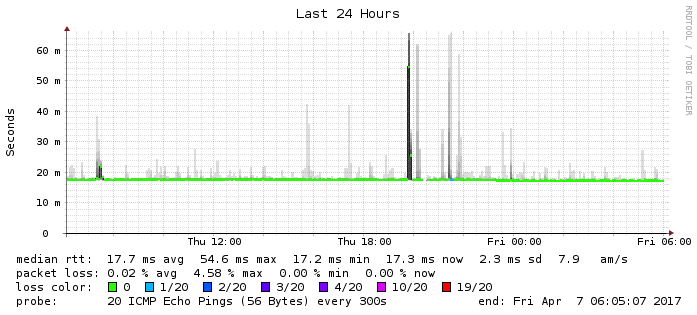 Last 24 Hours
RRDTOOL / TOBI OETIKER
Seconds
60 m
50 m
40 m
30 m
20 m
10 m
0
Thu 12:00 Thu 18:00 Fri 00:00 Fri 06:00
median rtt: 17.7 ms avg 54.6 ms max 17.2 ms min 17.3 ms now 2.3 ms sd 7.9 am/s
packet loss: 0.02 % avg 4.58 % max 0.00 % min 0.00 % now
loss color: 0 1/20 2/20 3/20 4/20 10/20 19/20
probe: 20 ICMP Echo Pings (56 Bytes) every 300s end: Fri Apr 7 06:05:07 2017